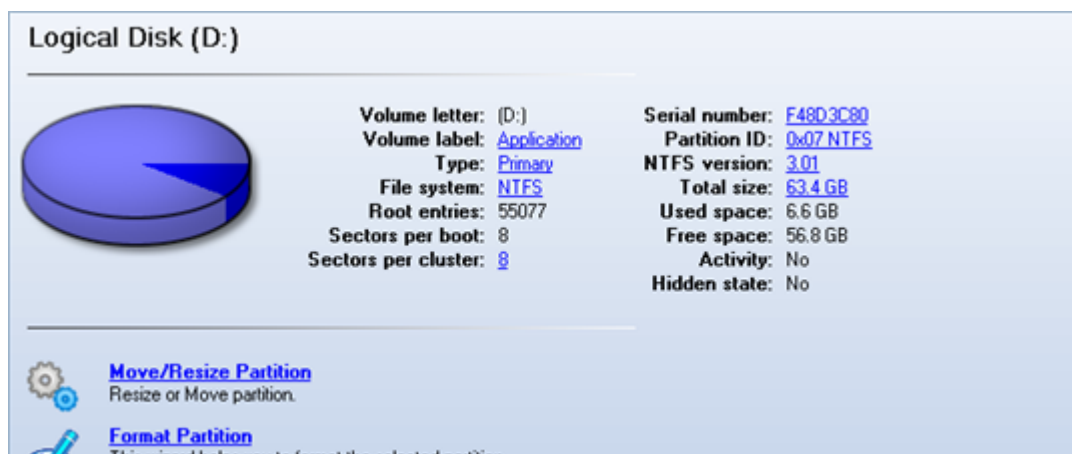 Logical Disk (D:)
Volume letter: (D:)
Volume label: Application
Type: Primary
File system: NTFS
Root entries: 55077
Sectors per boot: 8
Sectors per cluster: 8
Serial number: F48D3C80
Partition ID: 0x07 NTFS
NTFS version: 3.01
Total size: 63.4 GB
Used space: 6.6 GB
Free space: 56.8 GB
Activity: No
Hidden state: No
Move/Resize Partition
Resize or Move partition.
Format Partition